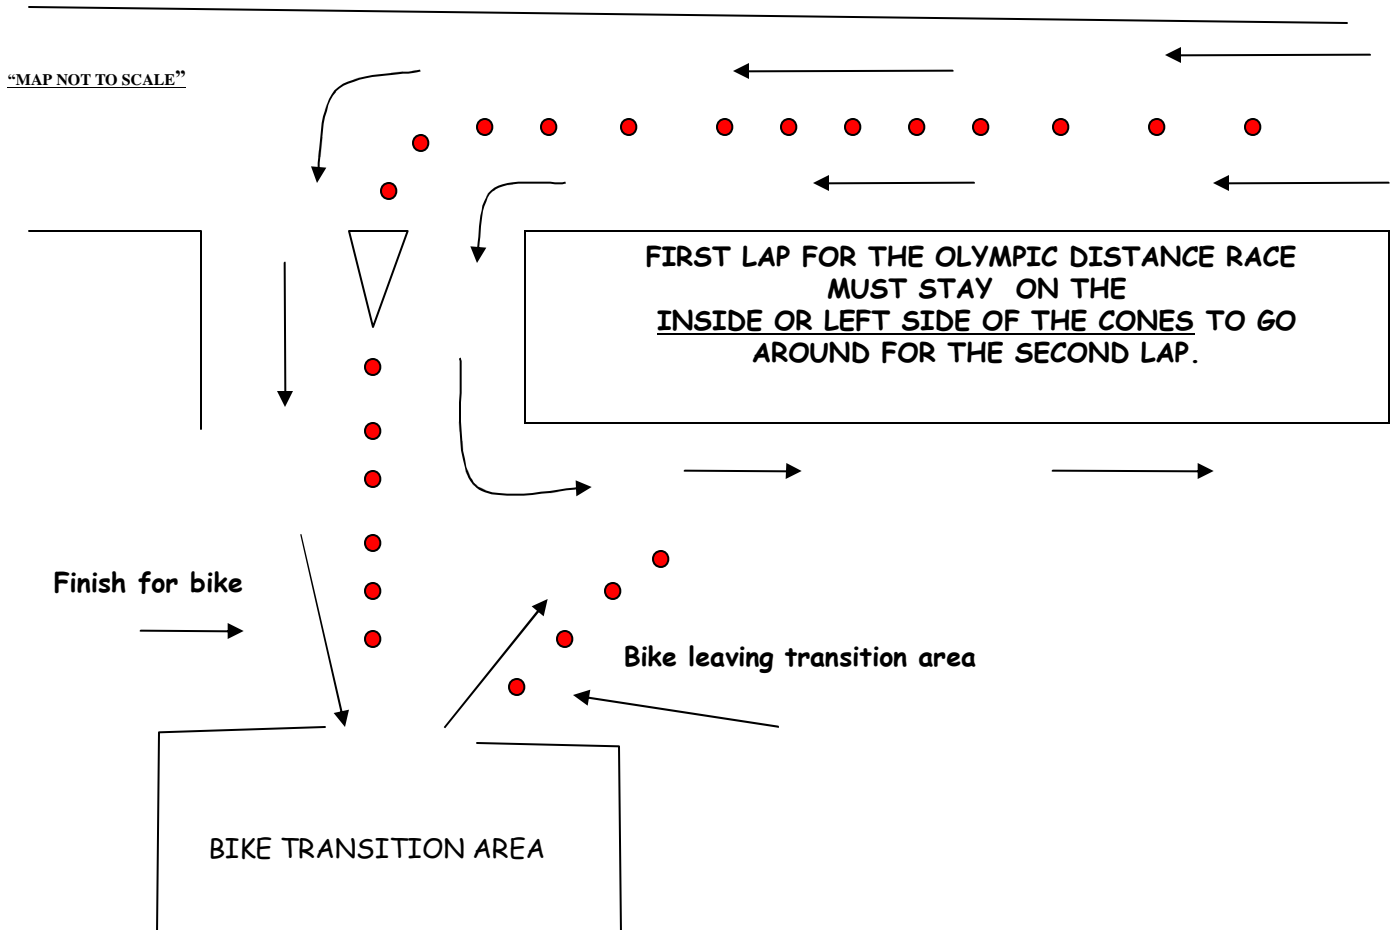 “MAP NOT TO SCALE”
FIRST LAP FOR THE OLYMPIC DISTANCE RACE
MUST STAY ON THE
INSIDE OR LEFT SIDE OF THE CONES TO GO
AROUND FOR THE SECOND LAP.
Finish for bike
Bike leaving transition area
BIKE TRANSITION AREA